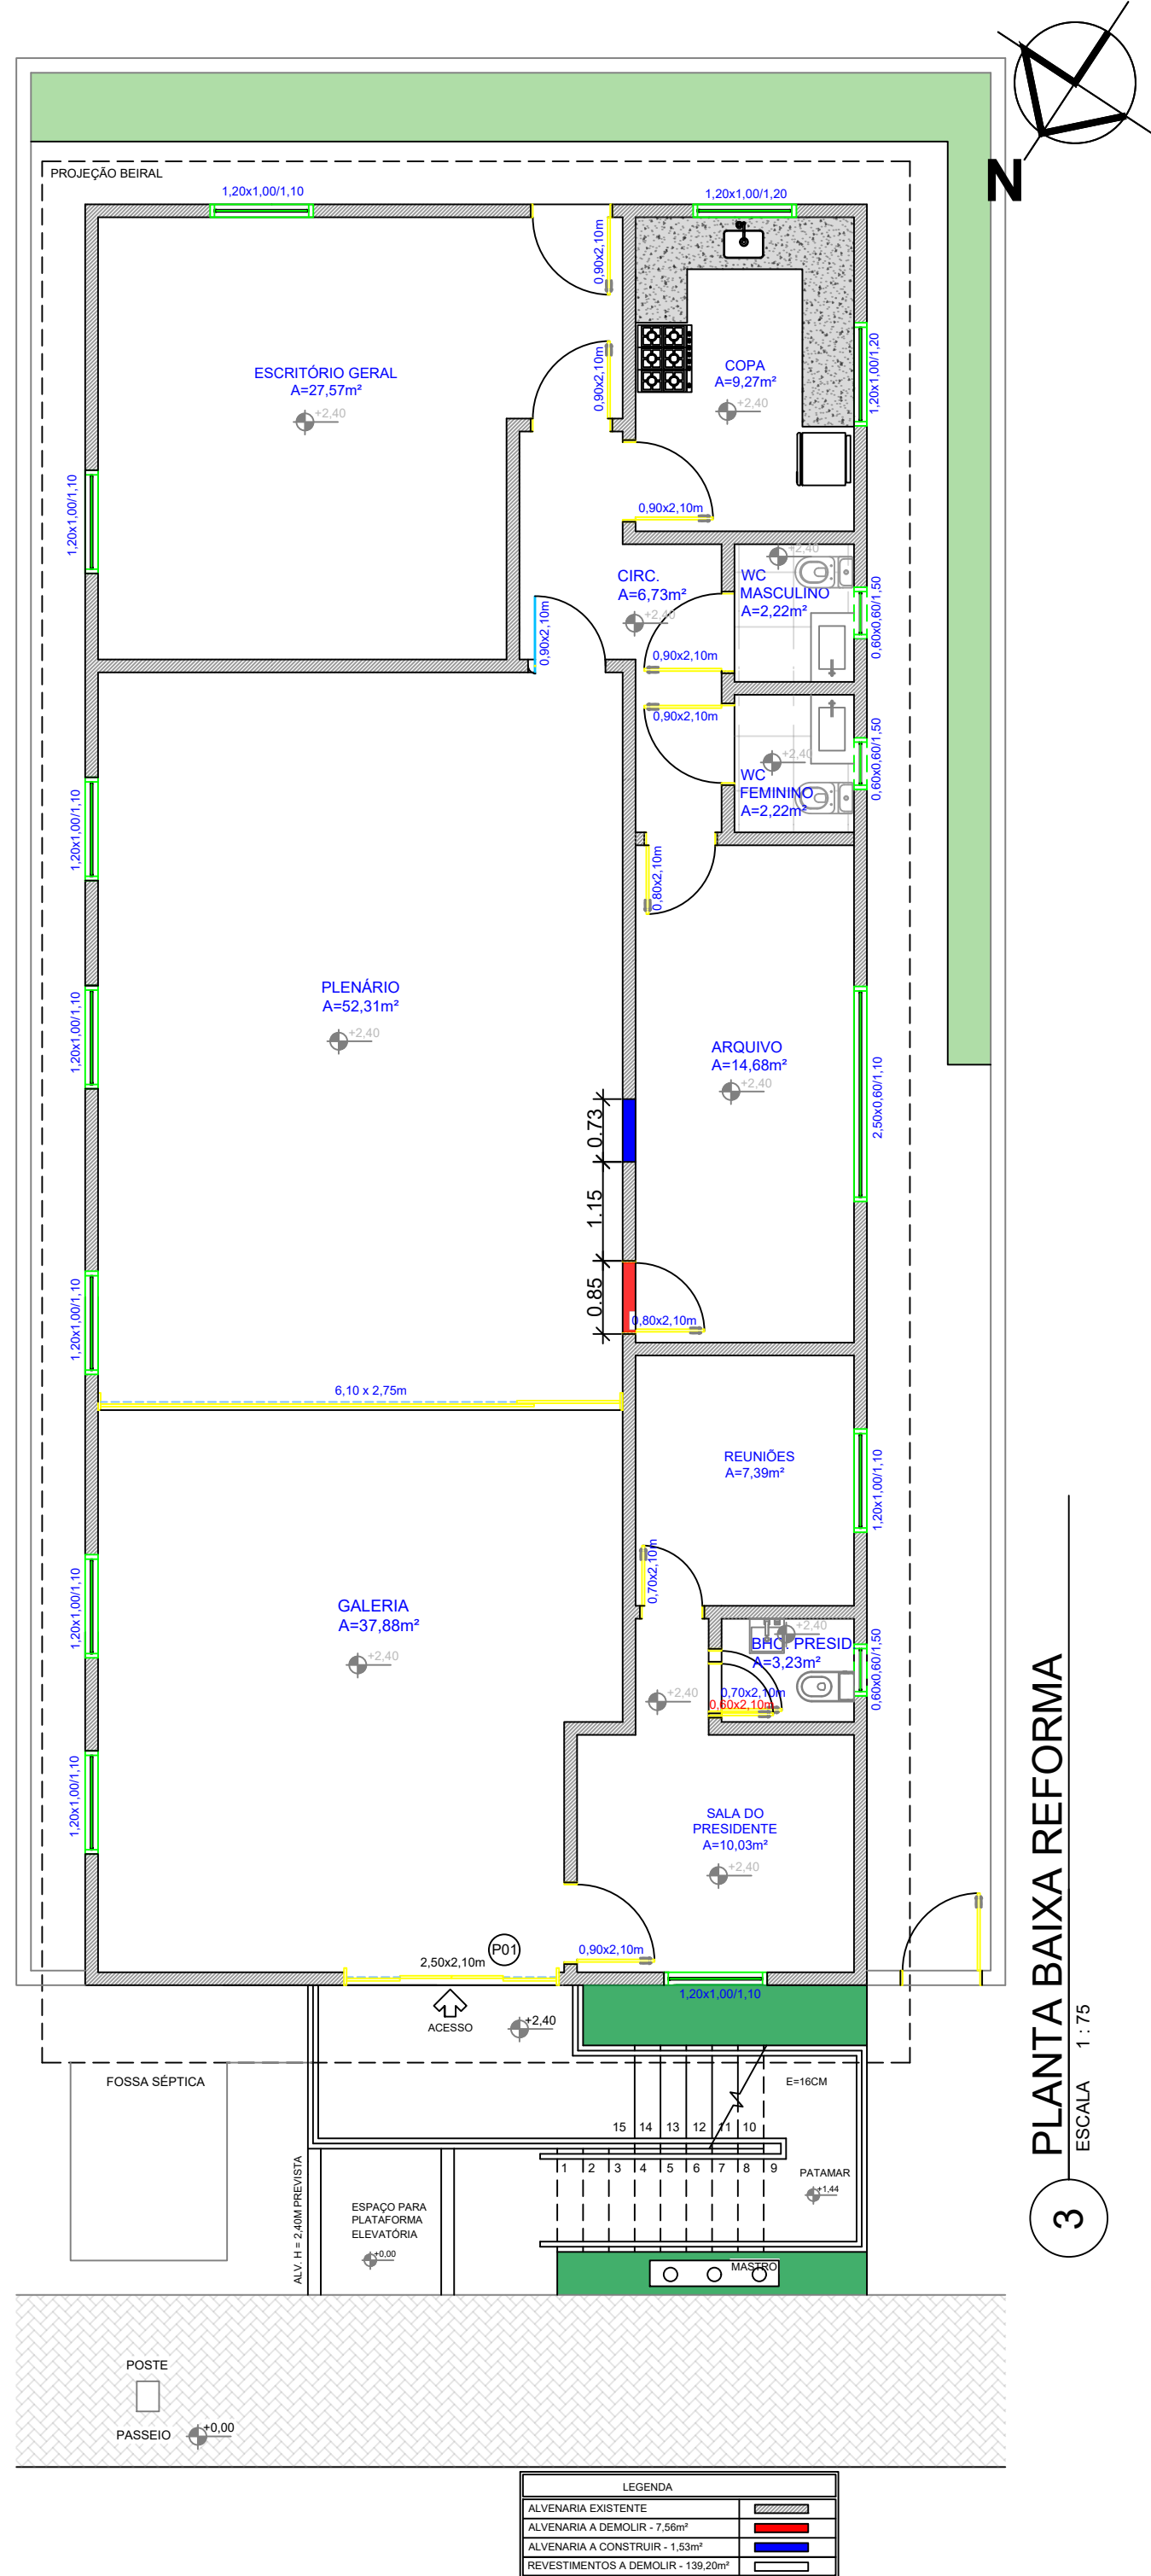 N
PROJEÇÃO BEIRAL
1,20x1,00/1,10
1,20x1,00/1,20
0,90x2,10m
ESCRITÓRIO GERAL
A=27,57m²
+2,40
0,90x2,10m
COPA
A=9,27m²
+2,40
1,20x1,00/1,20
1,20x1,00/1,10
0,90x2,10m
+2,40
CIRC.
A=6,73m²
+2,40
WC
MASCULINO
A=2,22m²
0,60x0,60/1,50
0,90x2,10m
0,90x2,10m
0,90x2,10m
+2,40
WC
FEMININO
A=2,22m²
0,60x0,60/1,50
1,20x1,00/1,10
0,80x2,10m
PLENÁRIO
A=52,31m²
+2,40
1,20x1,00/1,10
ARQUIVO
A=14,68m²
+2,40
2,50x0,60/1,10
0.73
1.15
0.85
0,80x2,10m
1,20x1,00/1,10
6,10 x 2,75m
REUNIÕES
A=7,39m²
1,20x1,00/1,10
0,70x2,10m
GALERIA
A=37,88m²
+2,40
1,20x1,00/1,10
+2,40
BHO. PRESID.
A=3,23m²
0,60x0,60/1,50
0,70x2,10m
0,60x2,10m
+2,40
1,20x1,00/1,10
SALA DO
PRESIDENTE
A=10,03m²
+2,40
0,90x2,10m
P01
2,50x2,10m
1,20x1,00/1,10
ACESSO
+2,40
FOSSA SÉPTICA
E=16CM
15 14 13 12 11 10
1 2 3 4 5 6 7 8 9
PATAMAR
+1,44
ALV. H = 2,40M PREVISTA
ESPAÇO PARA
PLATAFORMA
ELEVATÓRIA
+0,00
MASTRO
POSTE
PASSEIO
+0,00
3
PLANTA BAIXA REFORMA
ESCALA 1 : 75
LEGENDA
ALVENARIA EXISTENTE
ALVENARIA A DEMOLIR - 7,56m²
ALVENARIA A CONSTRUIR - 1,53m²
REVESTIMENTOS A DEMOLIR - 139,20m²